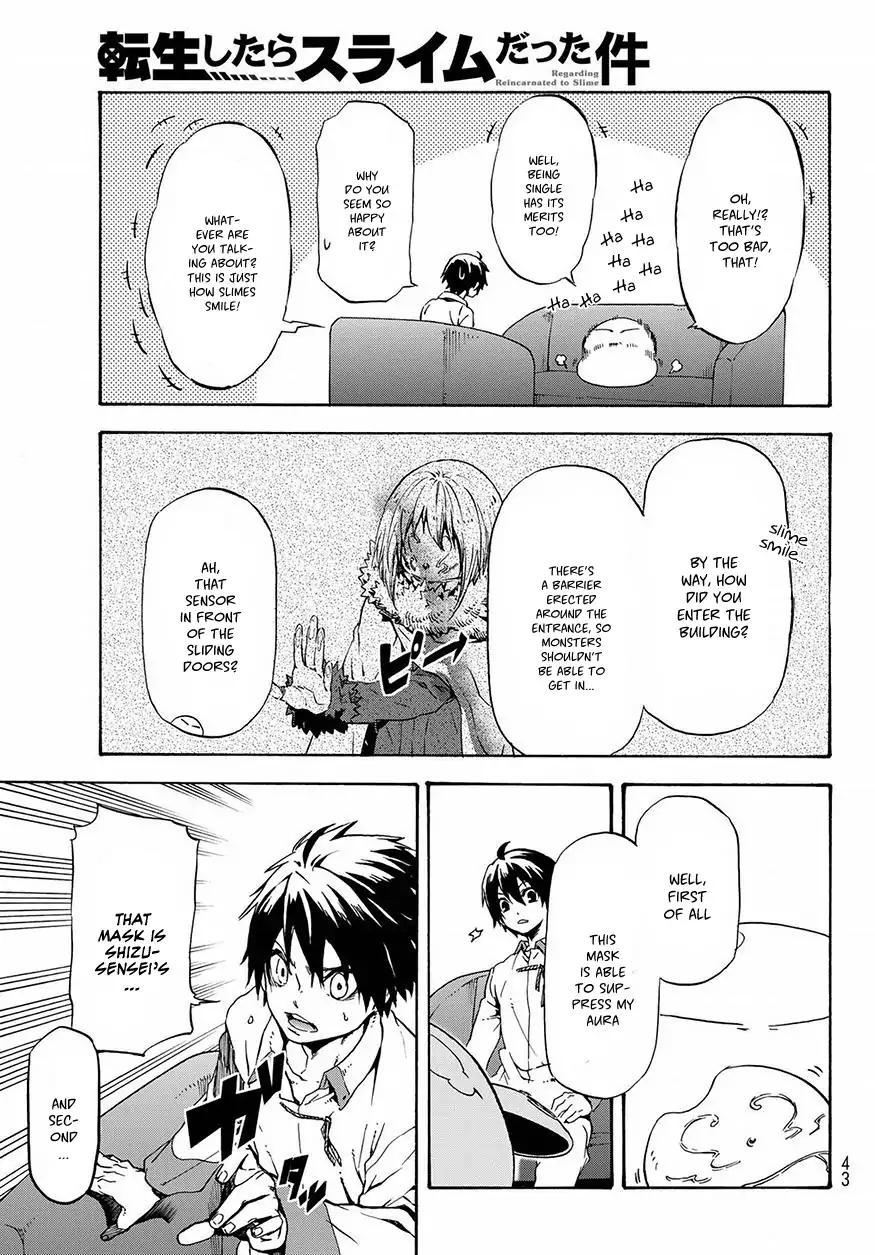 転生したらスライムだった件
Regarding
Reincarnated to Slime
OH,
REALLY!?
THAT'S
TOO BAD,
THAT!
Ha
Ha
Ha
Ha
Ha
Ha
Ha
Ha-
Ha
WELL,
BEING
SINGLE
HAS ITS
MERITS
TOO!
WHY
DO YOU
SEEM SO
HAPPY
ABOUT
IT?
WHAT-
EVER ARE
YOU TALK-
ING ABOUT?
THIS IS JUST
HOW SLIMES
SMILE!
slime
smile...
BY THE
WAY, HOW
DID YOU
ENTER THE
BUILDING?
THERE'S
A BARRIER
ERECTED
AROUND THE
ENTRANCE, SO
MONSTERS
SHOULDN'T
BE ABLE TO
GET IN...
ピーッ
AH,
THAT
SENSOR
IN FRONT
OF THE
SLIDING
DOORS?
WELL,
FIRST
OF ALL
THIS
MASK
IS ABLE
TO SUP-
PRESS MY
AURA
THAT
MASK IS
SHIZU-
SENSEI'S
...
ガタッ
AND
SEC-
OND
...
43